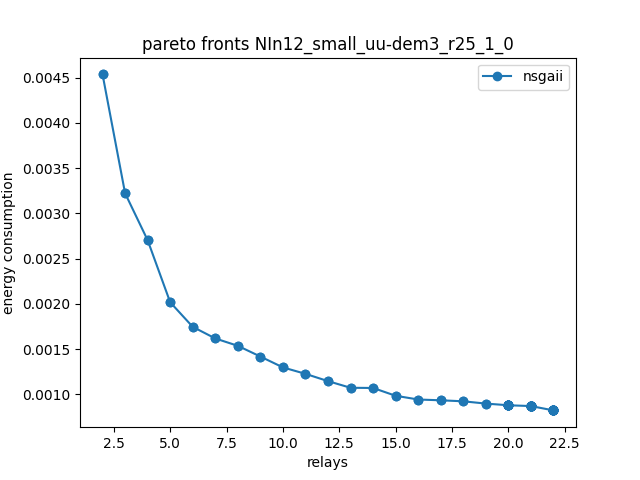 pareto fronts NIn12_small_uu-dem3_r25_1_0
nsgaii
energy consumption
0.0045
0.0040
0.0035
0.0030
0.0025
0.0020
0.0015
0.0010
2.5 5.0 7.5 10.0 12.5 15.0 17.5 20.0 22.5
relays